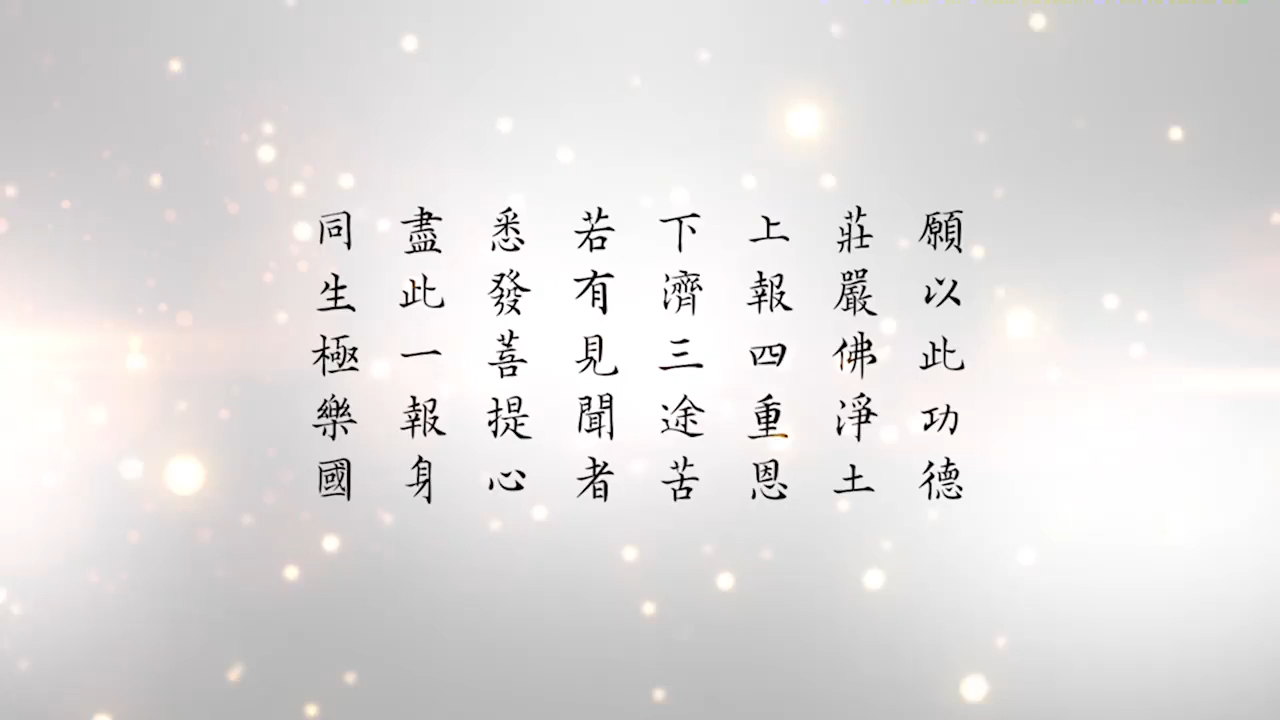 願以此功德
莊嚴佛淨土
上報四重恩
下濟三途苦
若有見聞者
悉發菩提心
盡此一報身
同生極樂國